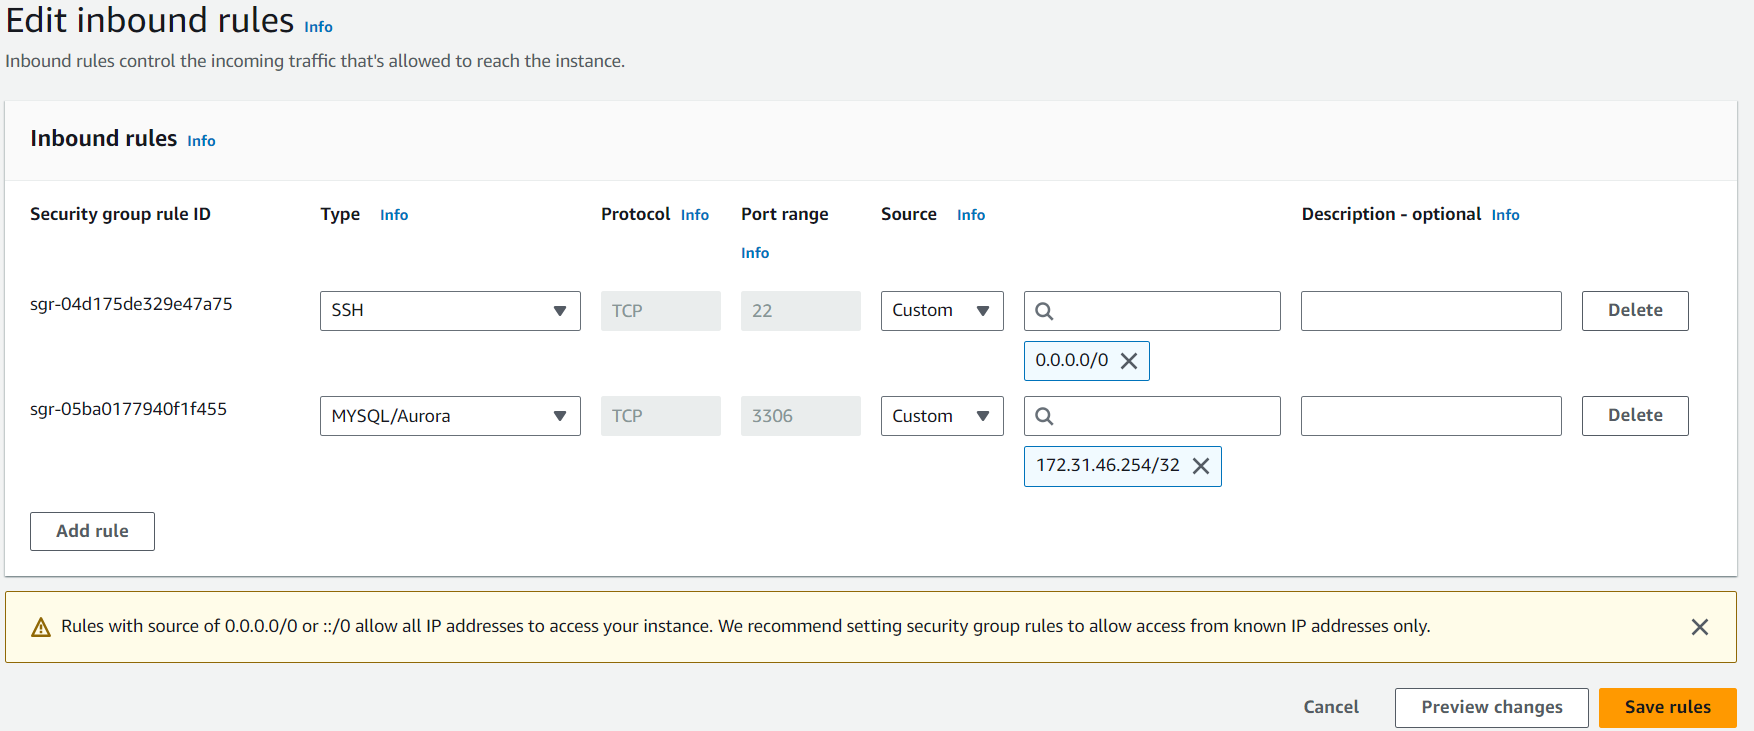 Edit inbound rules Info
Inbound rules control the incoming traffic that's allowed to reach the instance.
Inbound rules Info
Security group rule ID Type Info Protocol Info Port range Info Source Info Description - optional Info
sgr-04d175de329e47a75 SSH TCP 22 Custom Delete
0.0.0.0/0
sgr-05ba0177940f1f455 MYSQL/Aurora TCP 3306 Custom Delete
172.31.46.254/32
Add rule
Rules with source of 0.0.0.0/0 or ::/0 allow all IP addresses to access your instance. We recommend setting security group rules to allow access from known IP addresses only.
Cancel Preview changes Save rules